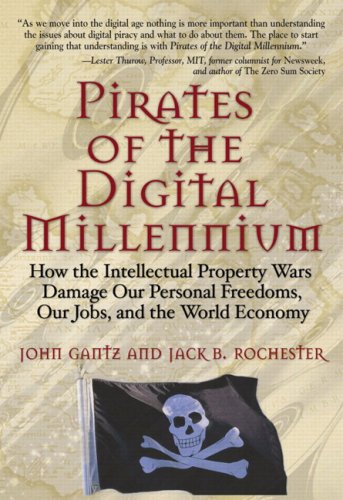 "As we move into the digital age nothing is more important than understanding
the issues about digital piracy and what to do about them. The place to start
gaining that understanding is with Pirates of the Digital Millennium."
—Lester Thurow, Professor, MIT, former columnist for Newsweek,
and author of The Zero Sum Society
Pirates
of the
Digital
Millennium
How the Intellectual Property Wars
Damage Our Personal Freedoms,
Our Jobs, and the World Economy
John Gantz and Jack B. Rochester